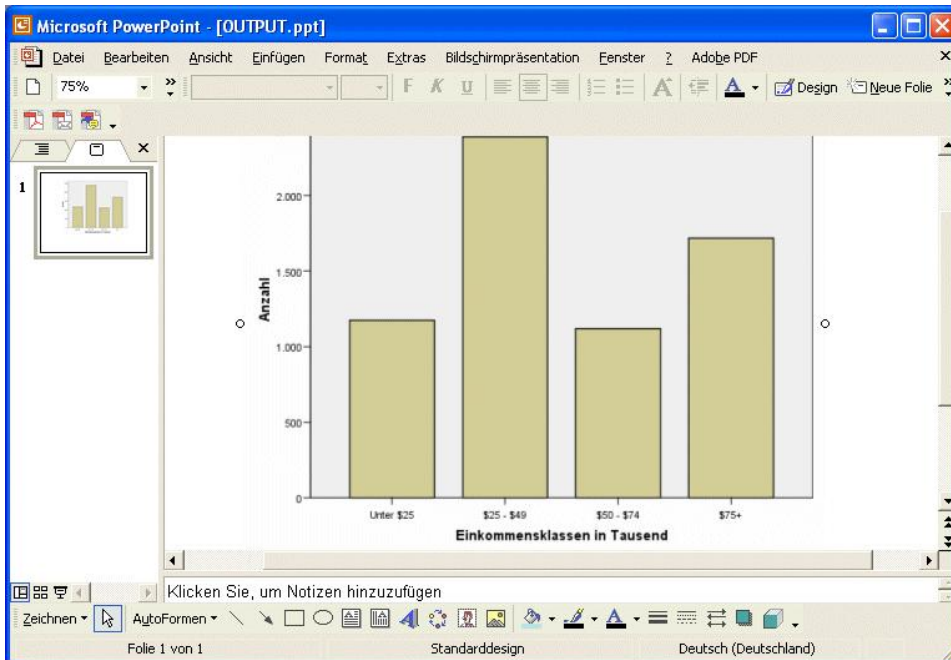 Microsoft PowerPoint - [OUTPUT.ppt]
Datei Bearbeiten Ansicht Einfügen Format Extras Bildschirmpräsentation Fenster ? Adobe PDF
75% F K U A A Design Neue Folie
1
2.000
1.500
1.000
500
0
Anzahl
Unter $25 $25 - $49 $50 - $74 $75+
Einkommensklassen in Tausend
Klicken Sie, um Notizen hinzuzufügen
Zeichnen AutoFormen A A
Folie 1 von 1 Standarddesign Deutsch (Deutschland)